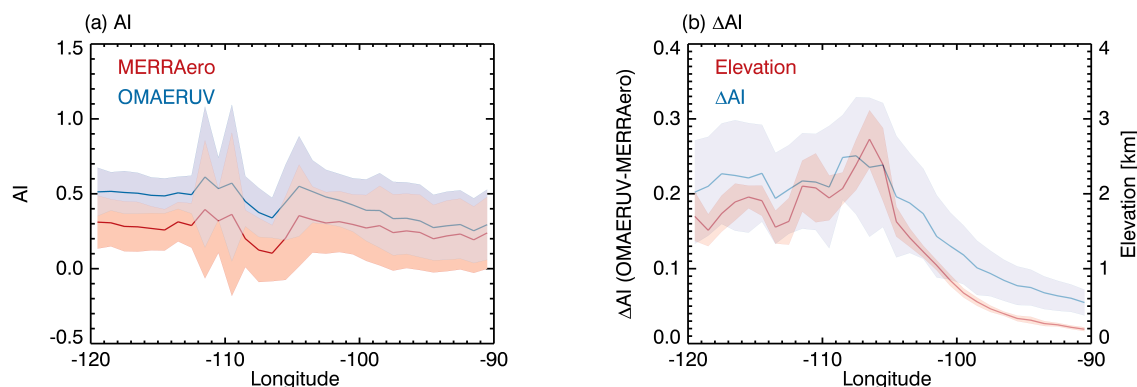 (a) AI
1.5
1.0
0.5
0.0
-0.5
AI
MERRAero
OMAERUV
-120
-110
-100
-90
Longitude
(b) ΔAI
0.4
0.3
0.2
0.1
0.0
ΔAI (OMAERUV-MERRAero)
Elevation
ΔAI
4
3
2
1
0
Elevation [km]
-120
-110
-100
-90
Longitude